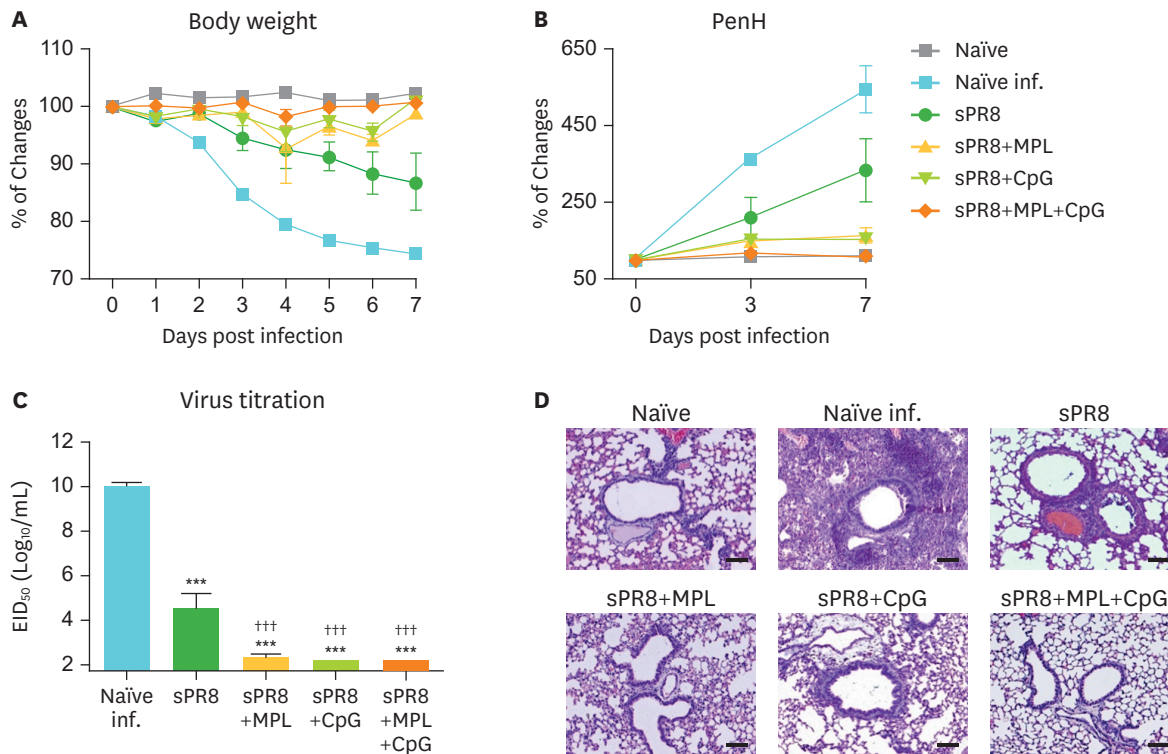 A
Body weight
110
100
90
80
70
% of Changes
0 1 2 3 4 5 6 7
Days post infection
B
PenH
650
450
250
50
% of Changes
0 3 7
Days post infection
Naïve
Naïve inf.
sPR8
sPR8+MPL
sPR8+CpG
sPR8+MPL+CpG
C
Virus titration
12
10
8
6
4
2
EID₅₀ (Log₁₀/mL)
***
†††
***
†††
***
†††
***
Naïve
inf.
sPR8
sPR8
+MPL
sPR8
+CpG
sPR8
+MPL
+CpG
D
Naïve
Naïve inf.
sPR8
sPR8+MPL
sPR8+CpG
sPR8+MPL+CpG